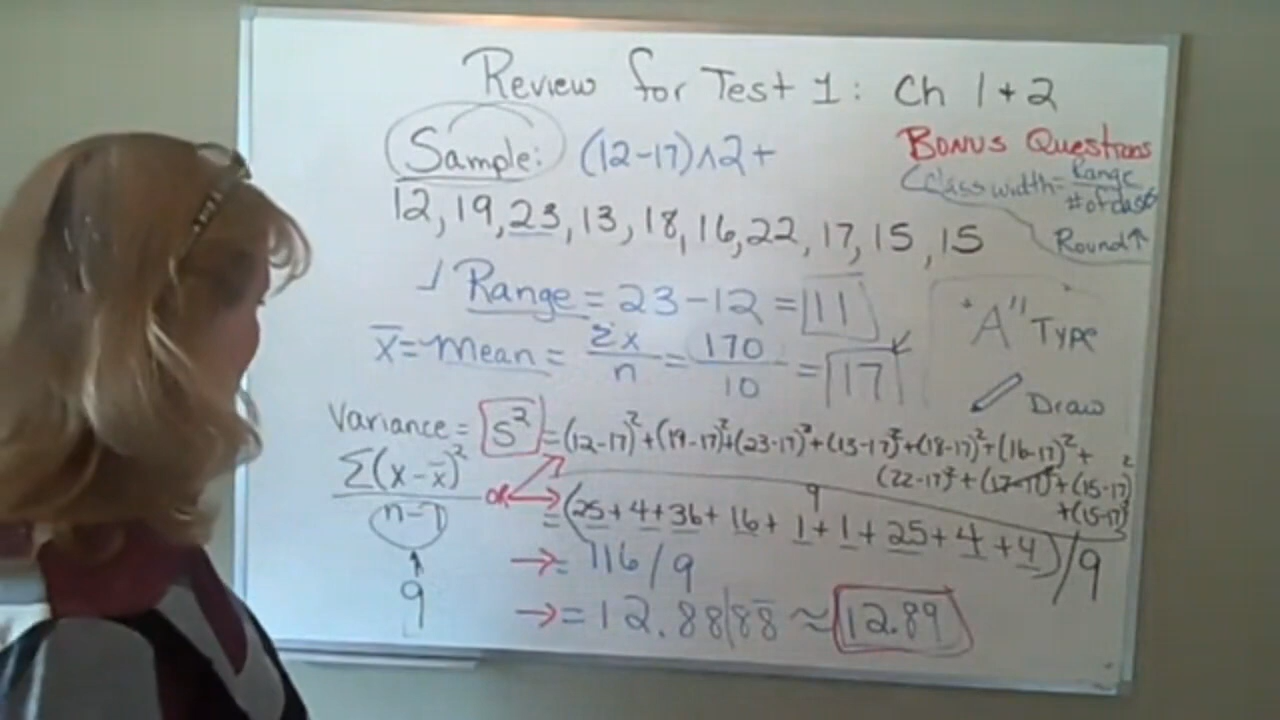 Review for Test 1: Ch 1+2
Sample: (12-17)^2+
BONUS Questions
Class width = Range
# of class
Round↑
12, 19, 23, 13, 18, 16, 22, 17, 15, 15
Range = 23-12 = 11
"A" Type
x̄ = Mean = Σx/n = 170/10 = 17
Draw
Variance = S² = (12-17)² + (19-17)² + (23-17)² + (13-17)² + (18-17)² + (16-17)² +
(22-17)² + (17-17)² + (15-17)²
+ (15-17)²
Σ(x-x̄)²
n-1
OR
9
= (25+4+36+16+1+1+25+4+4)/9
→ = 116/9
9
→ = 12.88|88̅ ≈ 12.89